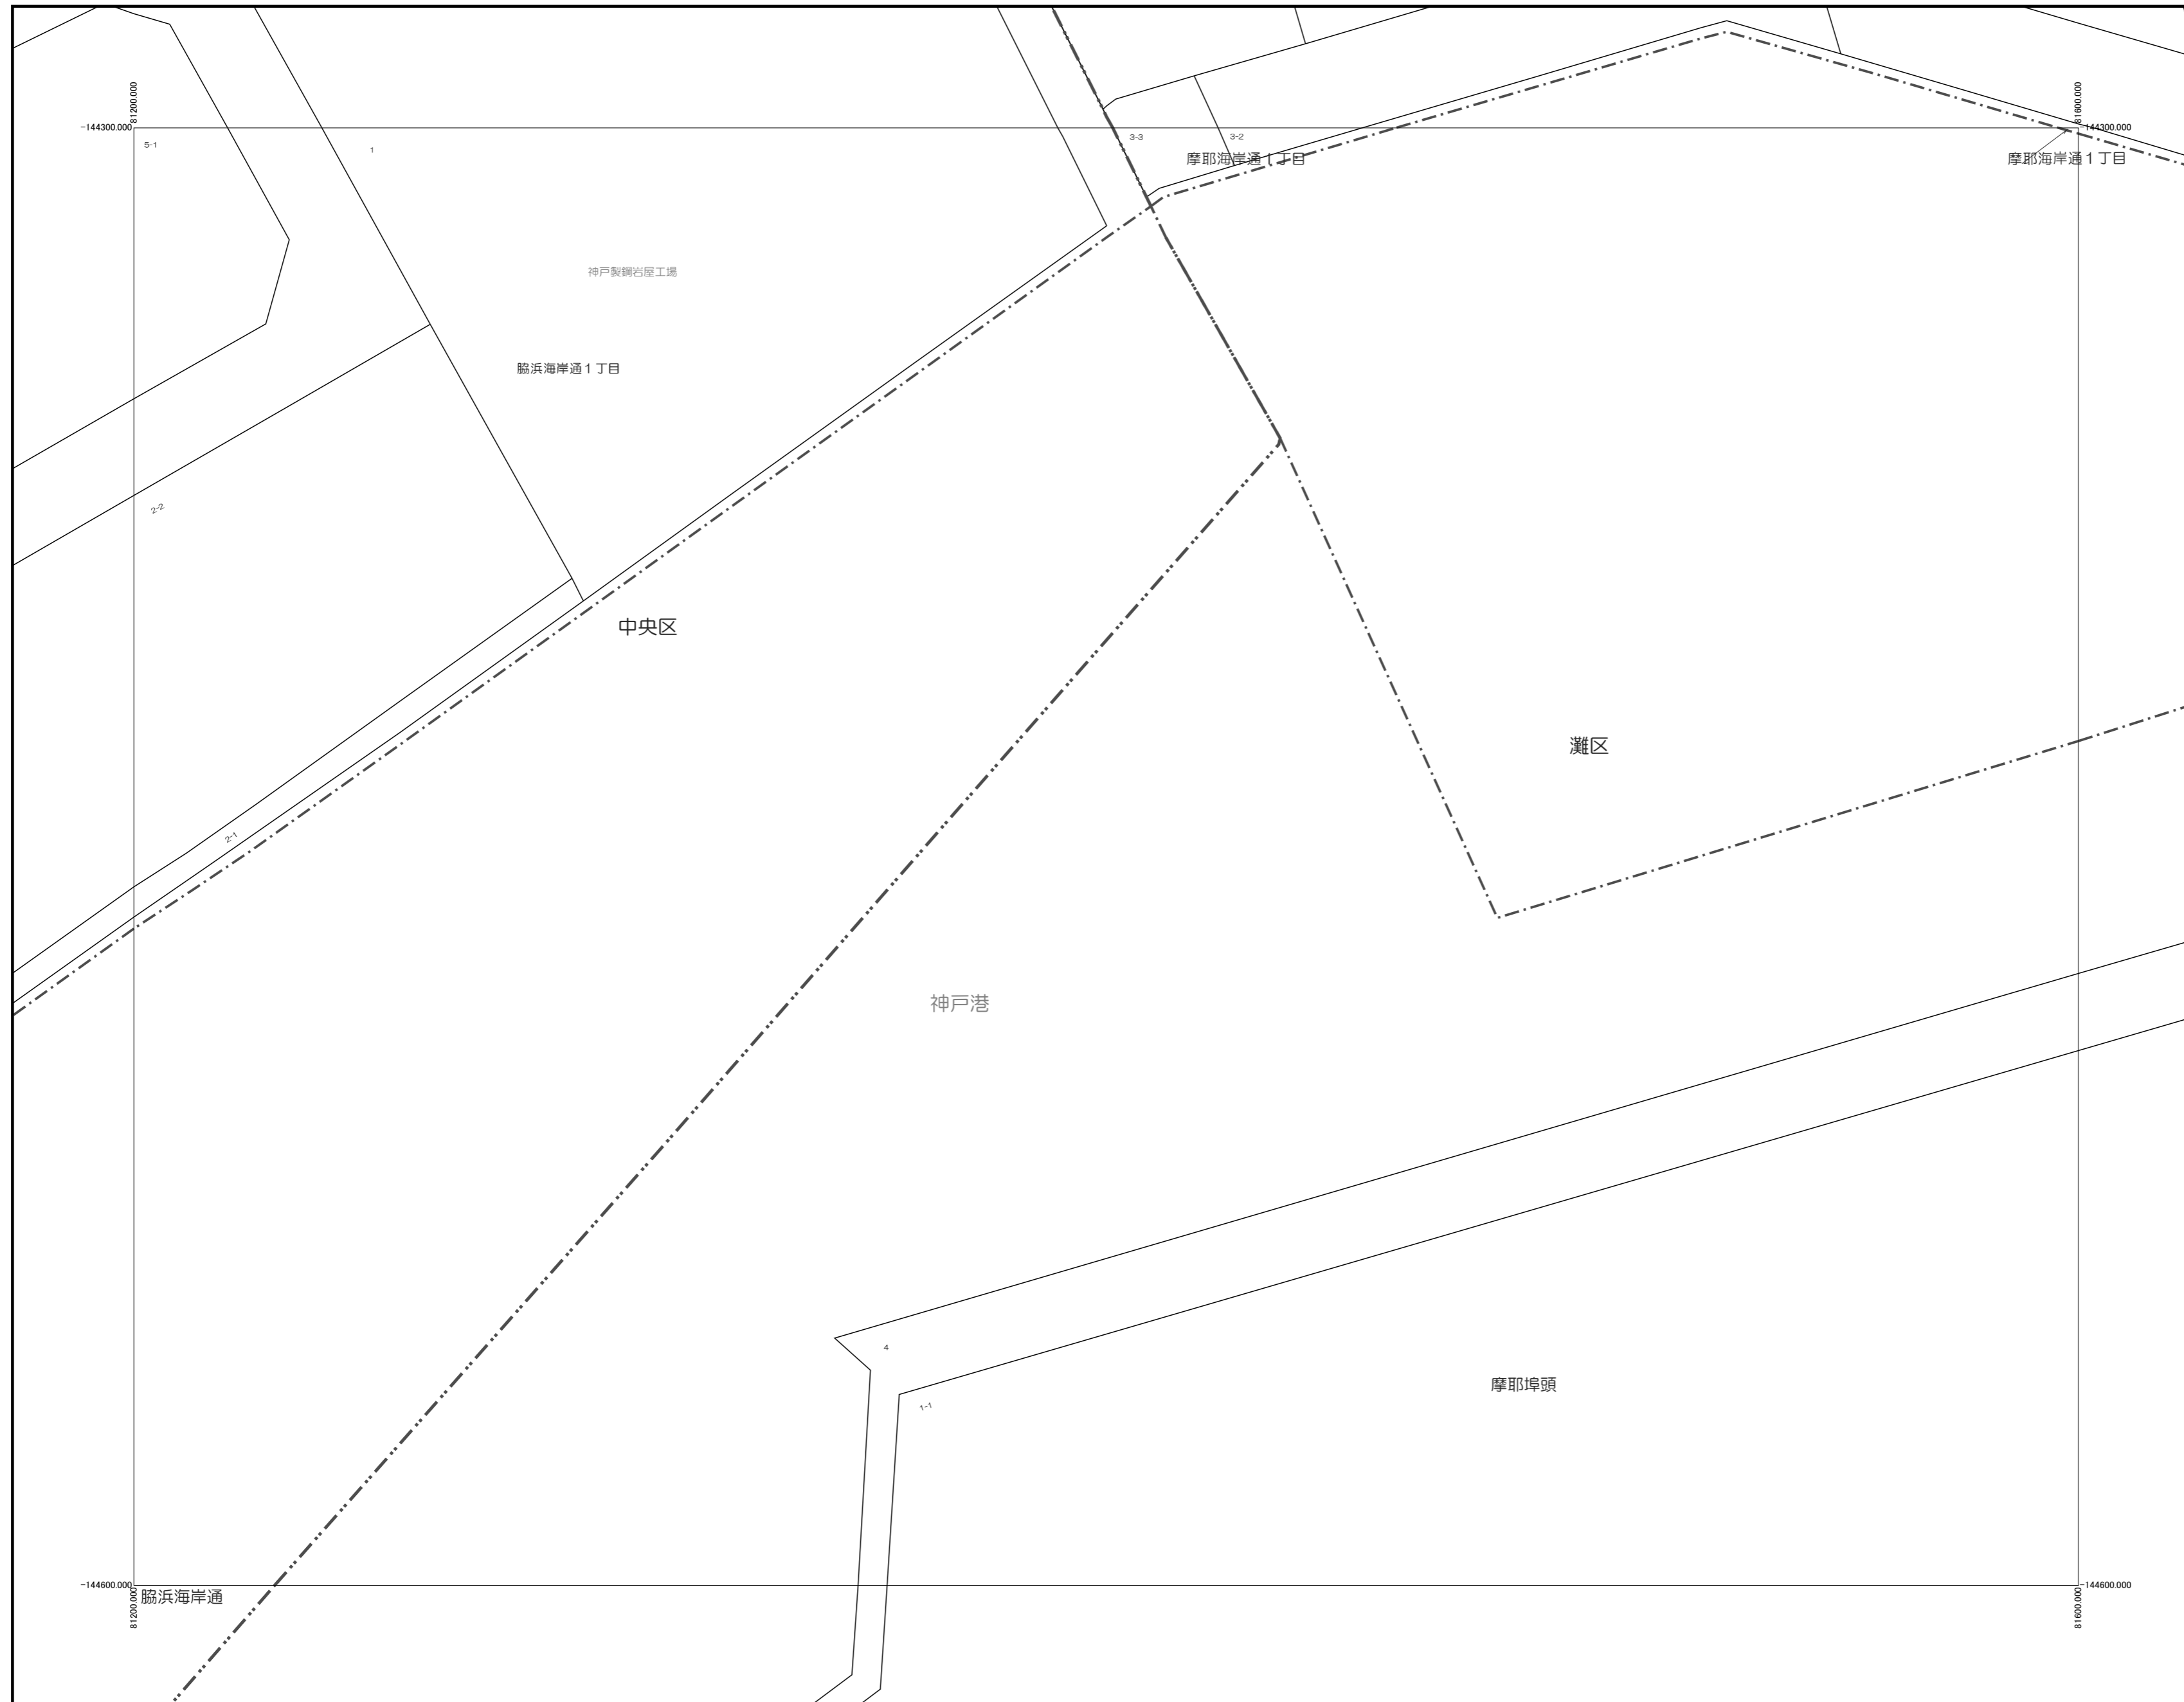 81200.000
81600.000
-144300.000
-144300.000
5-1
1
3-3
3-2
摩耶海岸通1丁目
摩耶海岸通1丁目
神戸製鋼岩屋工場
脇浜海岸通1丁目
2-2
中央区
灘区
2-1
神戸港
4
摩耶埠頭
1-1
-144600.000
-144600.000
脇浜海岸通
81200.000
81600.000